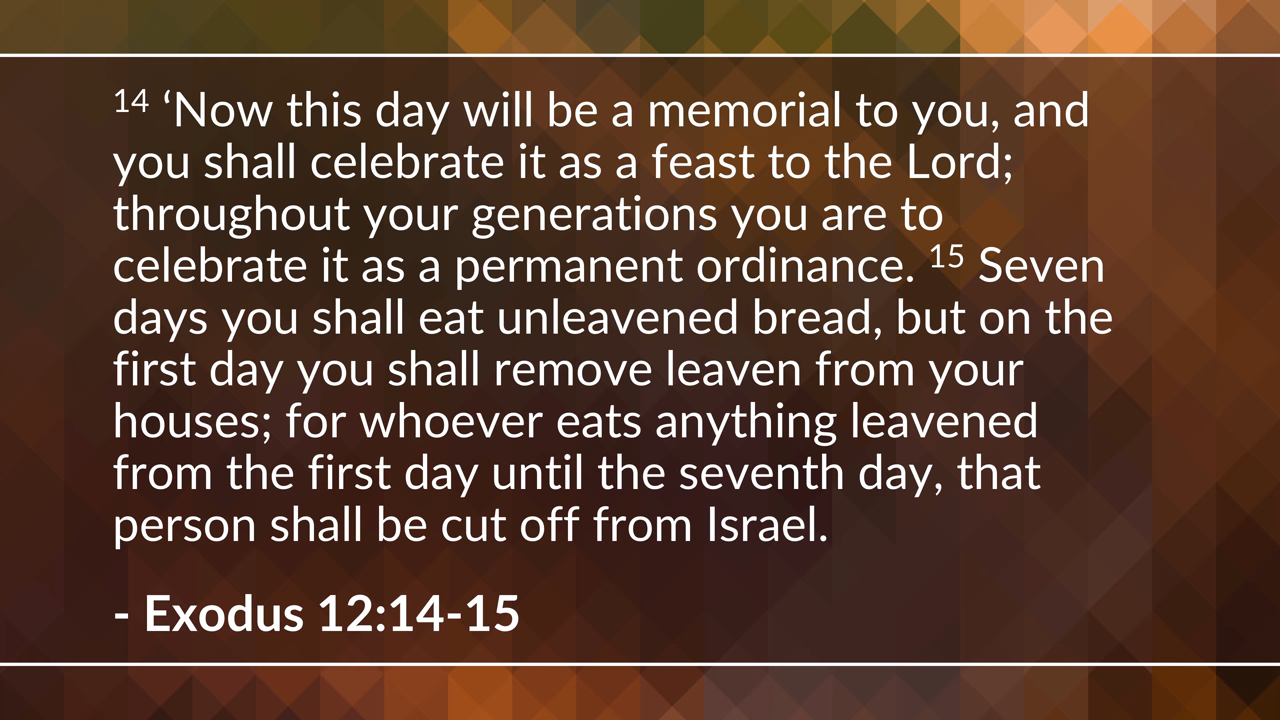 14 ‘Now this day will be a memorial to you, and
you shall celebrate it as a feast to the Lord;
throughout your generations you are to
celebrate it as a permanent ordinance. 15 Seven
days you shall eat unleavened bread, but on the
first day you shall remove leaven from your
houses; for whoever eats anything leavened
from the first day until the seventh day, that
person shall be cut off from Israel.
- Exodus 12:14-15